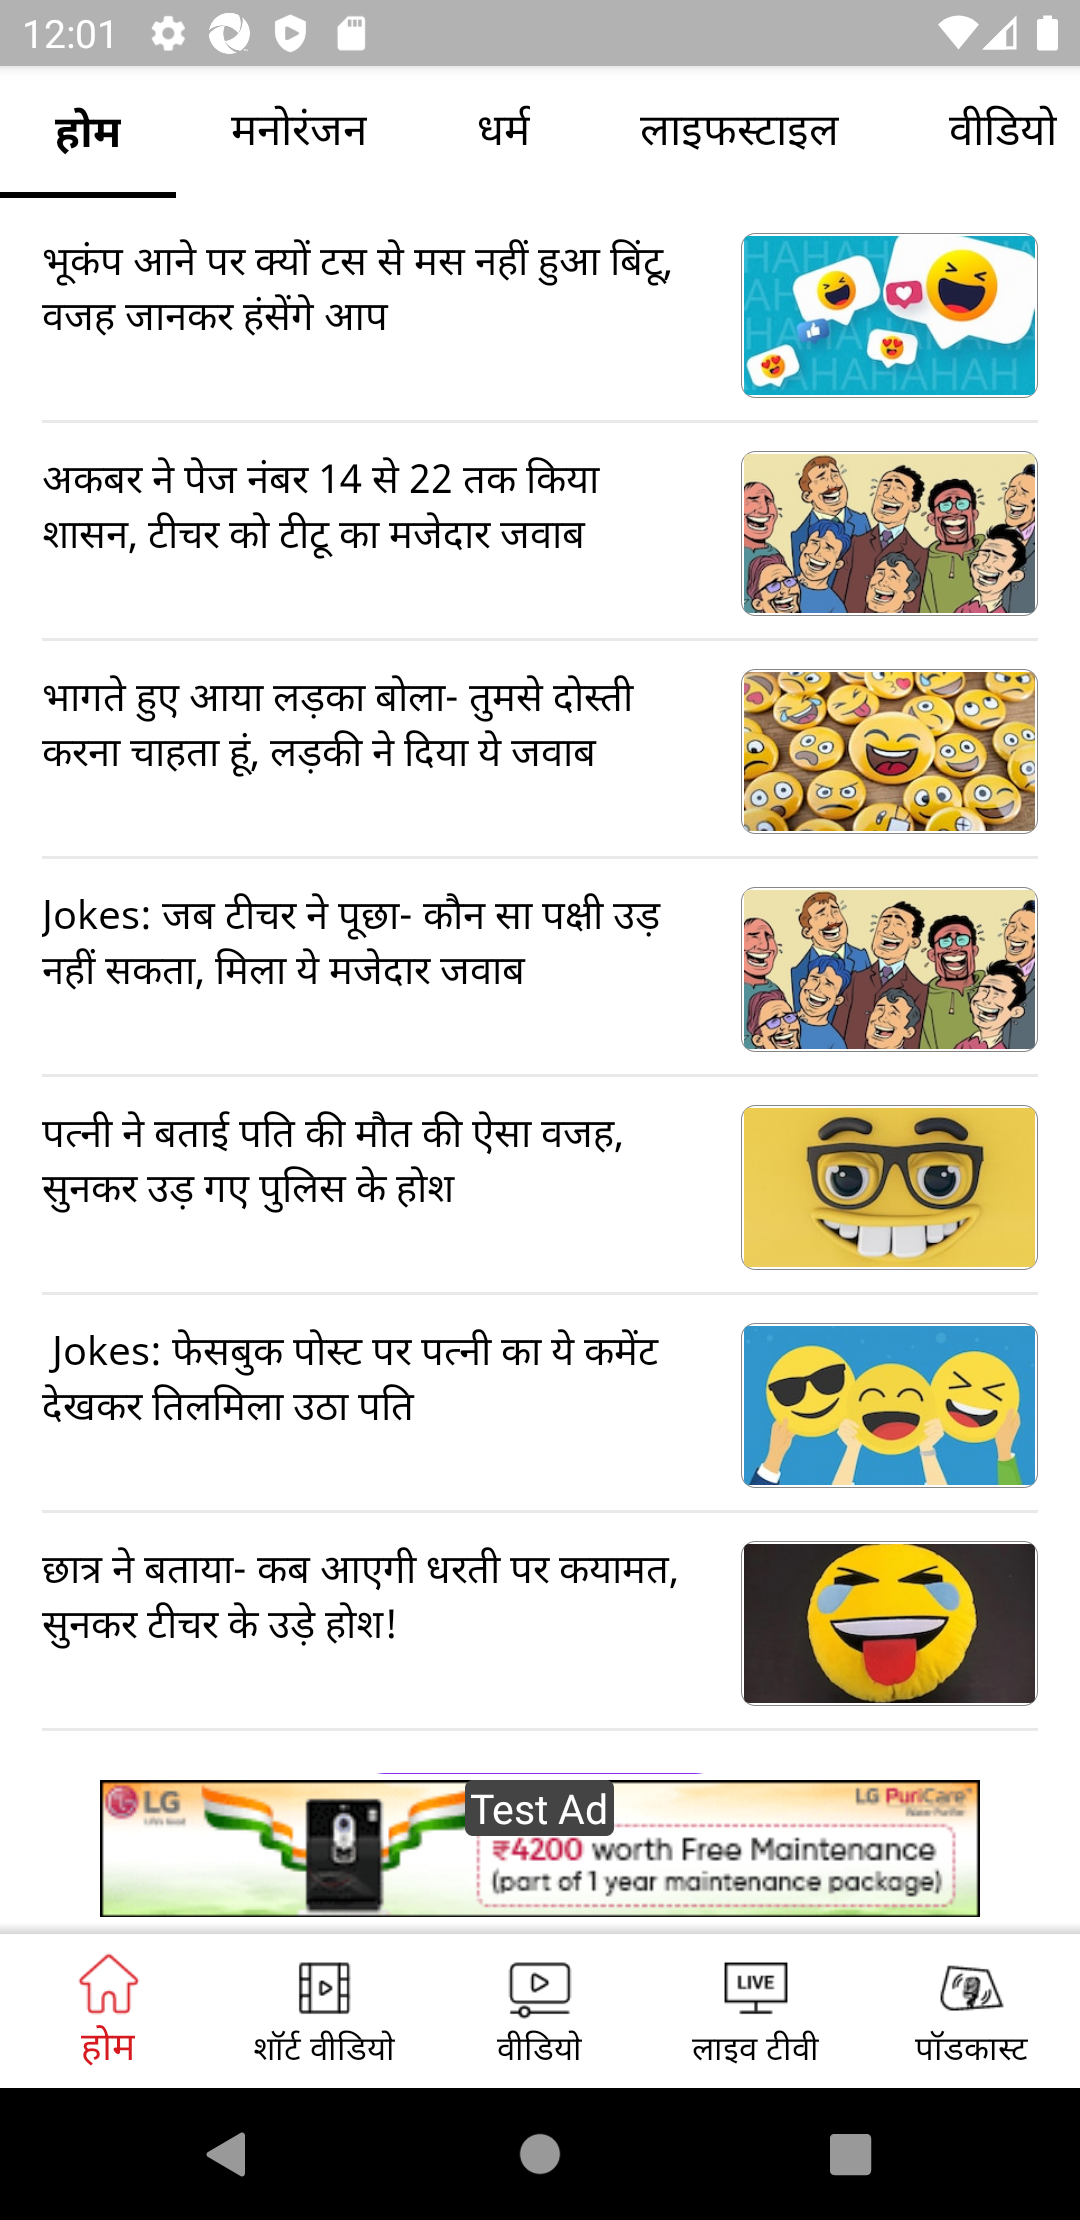 12:01
होम मनोरंजन धर्म लाइफस्टाइल वीडियो
भूकंप आने पर क्यों टस से मस नहीं हुआ बिंटू,
वजह जानकर हंसेंगे आप
अकबर ने पेज नंबर 14 से 22 तक किया
शासन, टीचर को टीटू का मजेदार जवाब
भागते हुए आया लड़का बोला- तुमसे दोस्ती
करना चाहता हूं, लड़की ने दिया ये जवाब
Jokes: जब टीचर ने पूछा- कौन सा पक्षी उड़
नहीं सकता, मिला ये मजेदार जवाब
पत्नी ने बताई पति की मौत की ऐसा वजह,
सुनकर उड़ गए पुलिस के होश
Jokes: फेसबुक पोस्ट पर पत्नी का ये कमेंट
देखकर तिलमिला उठा पति
छात्र ने बताया- कब आएगी धरती पर कयामत,
सुनकर टीचर के उड़े होश!
LG
Test Ad
LG PuriCare
₹4200 worth Free Maintenance
(part of 1 year maintenance package)
LIVE
होम शॉर्ट वीडियो वीडियो लाइव टीवी पॉडकास्ट